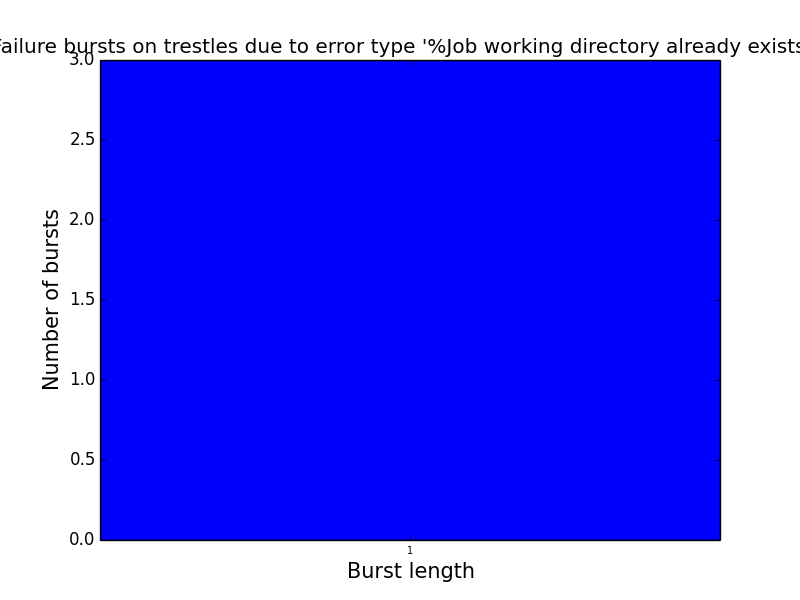 Failure bursts on trestles due to error type '%Job working directory already exists
3.0
2.5
2.0
1.5
1.0
0.5
0.0
Number of bursts
1
Burst length